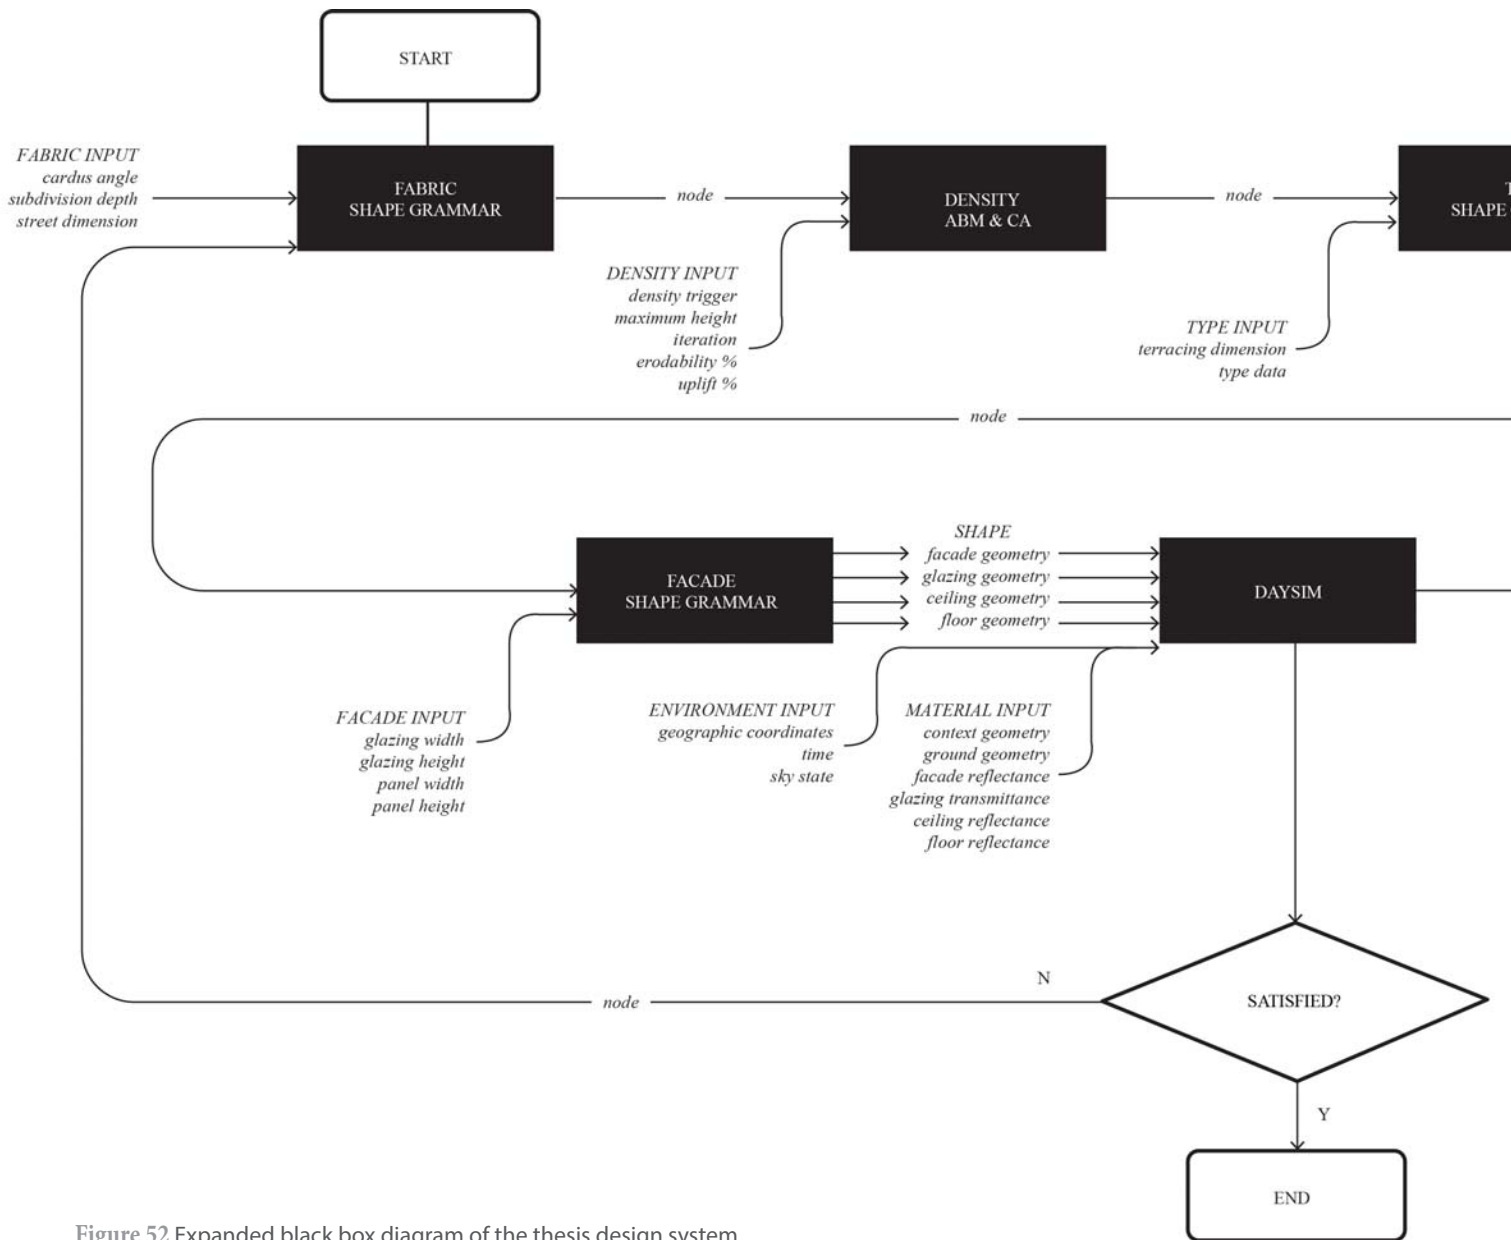 START
FABRIC INPUT
cardus angle
subdivision depth
street dimension
FABRIC
SHAPE GRAMMAR
node
DENSITY
ABM & CA
node
T
SHAPE
DENSITY INPUT
density trigger
maximum height
iteration
erodability %
uplift %
TYPE INPUT
terracing dimension
type data
node
FACADE
SHAPE GRAMMAR
SHAPE
facade geometry
glazing geometry
ceiling geometry
floor geometry
DAYSIM
FACADE INPUT
glazing width
glazing height
panel width
panel height
ENVIRONMENT INPUT
geographic coordinates
time
sky state
MATERIAL INPUT
context geometry
ground geometry
facade reflectance
glazing transmittance
ceiling reflectance
floor reflectance
N
node
SATISFIED?
Y
END
Figure 52 Expanded black box diagram of the thesis design system